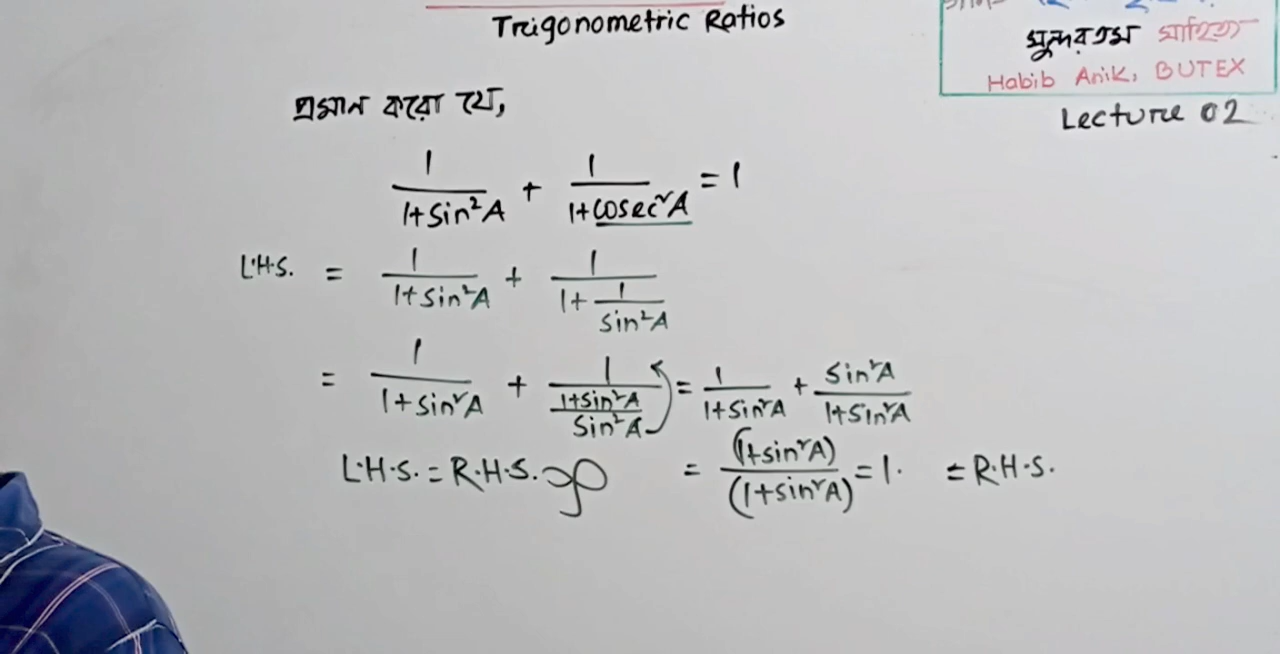 Trigonometric Ratios
সুন্দরতম সাহিত্য
Habib Anik, BUTEX
Lecture 02
প্রমান করো যে,
1/(1+Sin²A) + 1/(1+cosec²A) = 1
L.H.S. = 1/(1+Sin²A) + 1/(1+1/Sin²A)
= 1/(1+Sin²A) + 1/((1+Sin²A)/Sin²A) = 1/(1+Sin²A) + Sin²A/(1+Sin²A)
L.H.S. = R.H.S. = (1+sin²A)/(1+sin²A) = 1. = R.H.S.